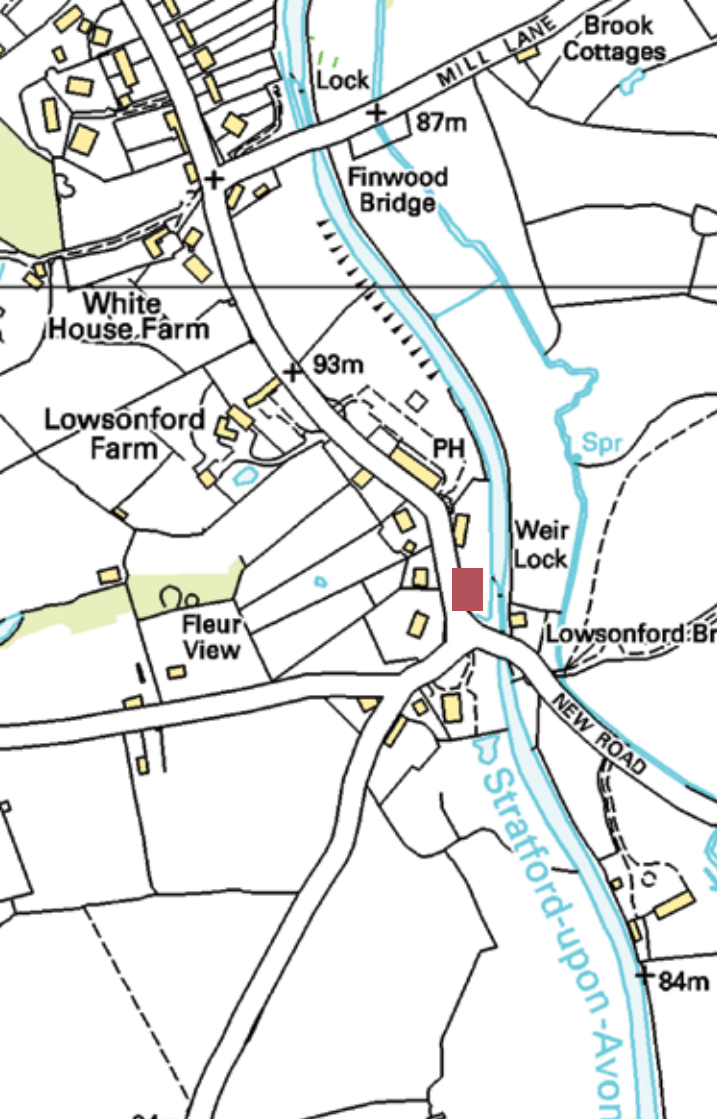 Brook
Cottages
MILL LANE
Lock
87m
Finwood
Bridge
White
House Farm
93m
Lowsonford
Farm
PH
Spr
Weir
Lock
Fleur
View
Lowsonford Br
NEW ROAD
Stratford-upon-Avon
84m